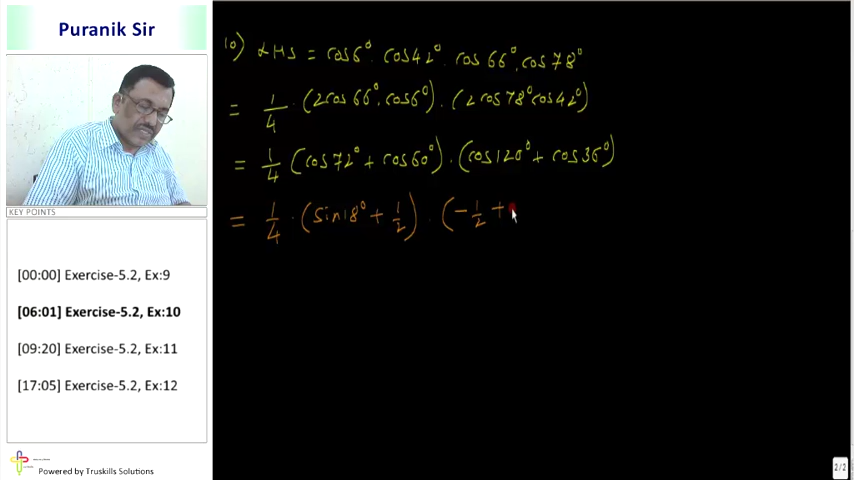 Puranik Sir
10) LHS = cos6°. cos42°. cos66°. cos78°
= 1/4 . (2cos66°. cos6°) . (2cos78°cos42°)
= 1/4 (cos72° + cos60°) . (cos120° + cos36°)
= 1/4 . (sin18° + 1/2) . (-1/2 +
KEY POINTS
[00:00] Exercise-5.2, Ex:9
[06:01] Exercise-5.2, Ex:10
[09:20] Exercise-5.2, Ex:11
[17:05] Exercise-5.2, Ex:12
Powered by Truskills Solutions
2/2